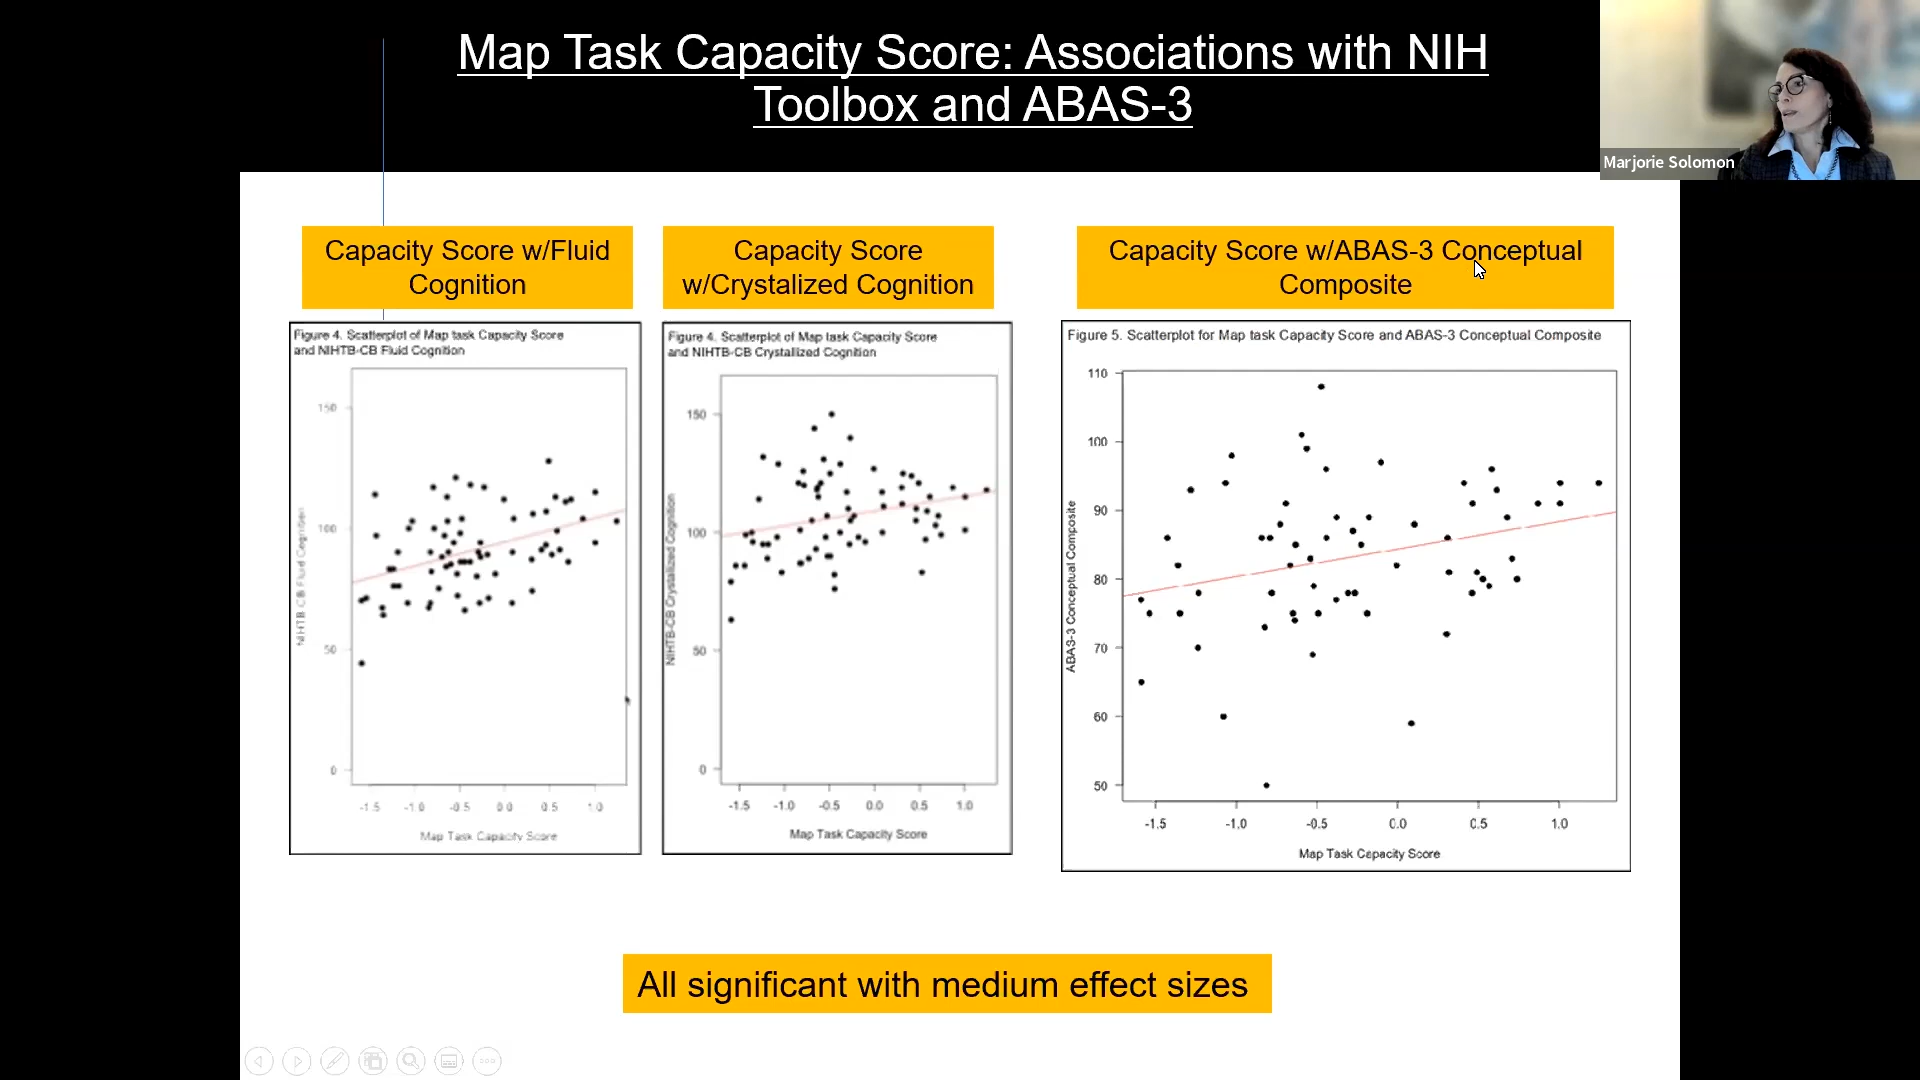 Map Task Capacity Score: Associations with NIH
Toolbox and ABAS-3
Marjorie Solomon
Capacity Score w/Fluid
Cognition
Capacity Score
w/Crystalized Cognition
Capacity Score w/ABAS-3 Conceptual
Composite
Figure 4. Scatterplot of Map task Capacity Score
and NIHTB-CB Fluid Cognition
NIHTB-CB Fluid Cognition
150
100
50
0
-1.5 -1.0 -0.5 0.0 0.5 1.0
Map Task Capacity Score
Figure 4. Scatterplot of Map task Capacity Score
and NIHTB-CB Crystallized Cognition
NIHTB-CB Crystallized Cognition
150
100
50
0
-1.5 -1.0 -0.5 0.0 0.5 1.0
Map Task Capacity Score
Figure 5. Scatterplot for Map task Capacity Score and ABAS-3 Conceptual Composite
ABAS-3 Conceptual Composite
110
100
90
80
70
60
50
-1.5 -1.0 -0.5 0.0 0.5 1.0
Map Task Capacity Score
All significant with medium effect sizes